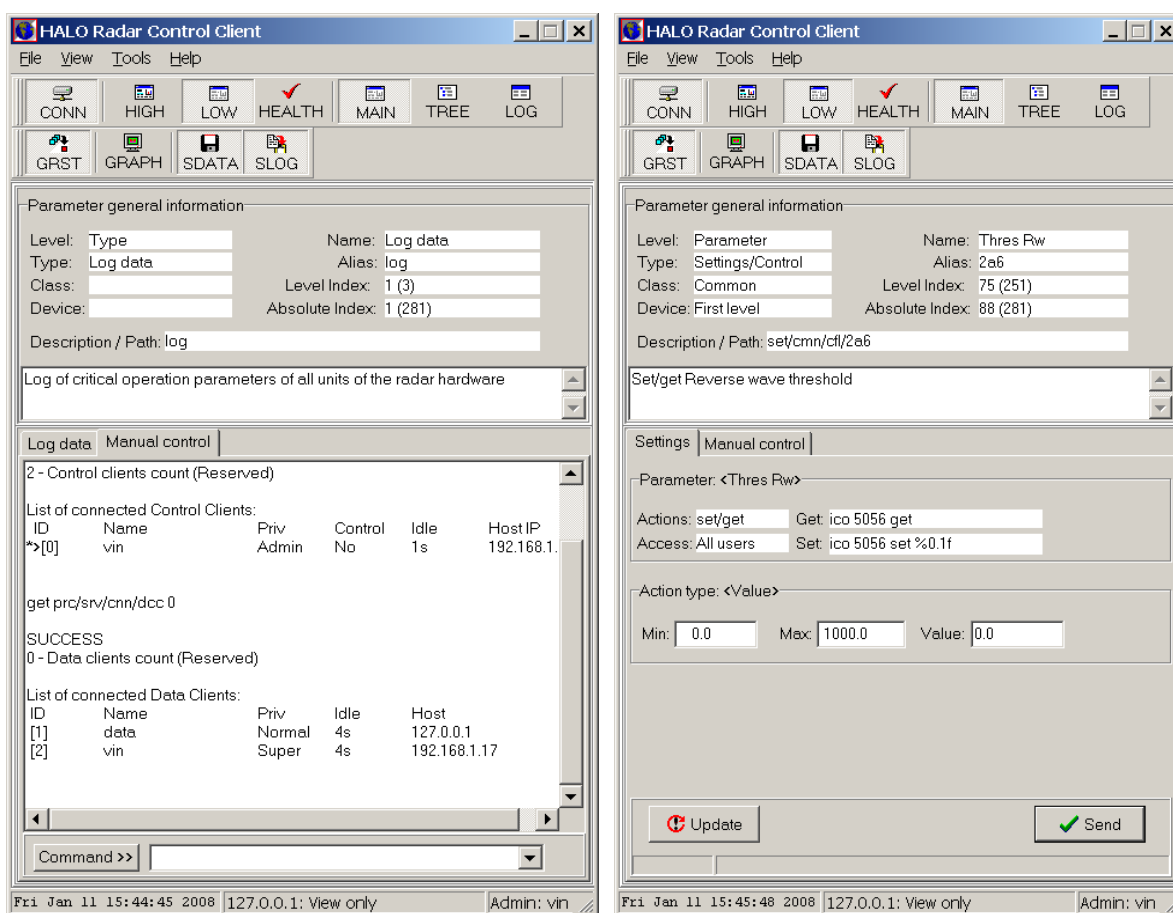 HALO Radar Control Client
File View Tools Help
CONN HIGH LOW HEALTH MAIN TREE LOG
GRST GRAPH SDATA SLOG
Parameter general information
Level: Type Name: Log data
Type: Log data Alias: log
Class: Level Index: 1 (3)
Device: Absolute Index: 1 (281)
Description / Path: log
Log of critical operation parameters of all units of the radar hardware
Log data Manual control
2 - Control clients count (Reserved)
List of connected Control Clients:
ID Name Priv Control Idle Host IP
*>[0] vin Admin No 1s 192.168.1.
get prc/srv/cnn/dcc 0
SUCCESS
0 - Data clients count (Reserved)
List of connected Data Clients:
ID Name Priv Idle Host
[1] data Normal 4s 127.0.0.1
[2] vin Super 4s 192.168.1.17
Command >>
Fri Jan 11 15:44:45 2008 127.0.0.1: View only Admin: vin
HALO Radar Control Client
File View Tools Help
CONN HIGH LOW HEALTH MAIN TREE LOG
GRST GRAPH SDATA SLOG
Parameter general information
Level: Parameter Name: Thres Rw
Type: Settings/Control Alias: 2a6
Class: Common Level Index: 75 (251)
Device: First level Absolute Index: 88 (281)
Description / Path: set/cmn/cfl/2a6
Set/get Reverse wave threshold
Settings Manual control
Parameter: <Thres Rw>
Actions: set/get Get: ico 5056 get
Access: All users Set: ico 5056 set %0.1f
Action type: <Value>
Min: 0.0 Max: 1000.0 Value: 0.0
Update Send
Fri Jan 11 15:45:48 2008 127.0.0.1: View only Admin: vin